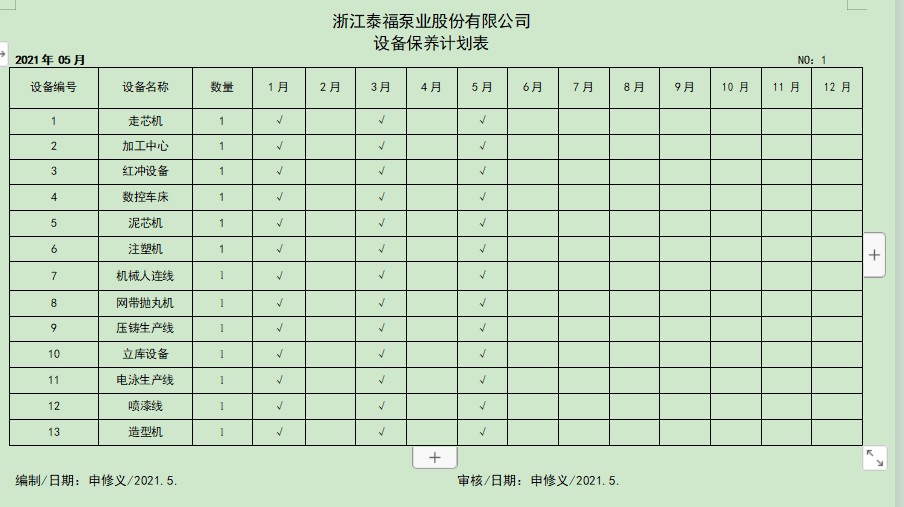 浙江泰福泵业股份有限公司
设备保养计划表
2021年 05月 NO: 1
设备编号 设备名称 数量 1月 2月 3月 4月 5月 6月 7月 8月 9月 10 月 11 月 12 月
1 走芯机 1 √ √ √
2 加工中心 1 √ √ √
3 红冲设备 1 √ √ √
4 数控车床 1 √ √ √
5 泥芯机 1 √ √ √
6 注塑机 1 √ √ √
7 机械人连线 1 √ √ √
8 网带抛丸机 1 √ √ √
9 压铸生产线 1 √ √ √
10 立库设备 1 √ √ √
11 电泳生产线 1 √ √ √
12 喷漆线 1 √ √ √
13 造型机 1 √ √ √
编制/日期: 申修义/2021.5. 审核/日期: 申修义/2021.5.